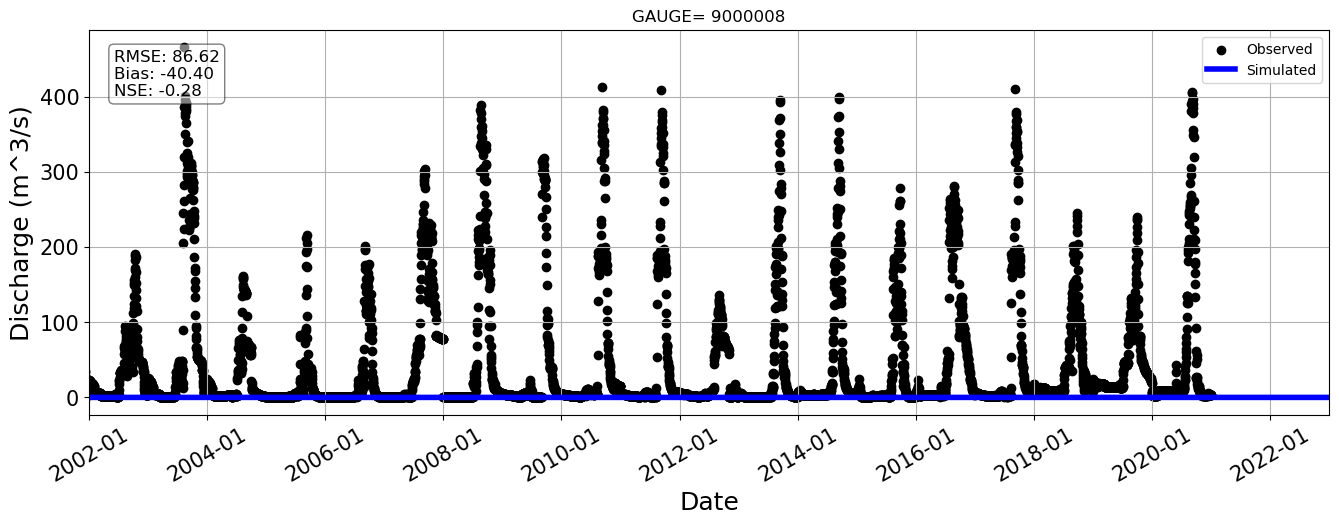 GAUGE= 9000008
RMSE: 86.62
Bias: -40.40
NSE: -0.28
Observed
Simulated
Discharge (m^3/s)
400
300
200
100
0
2002-01
2004-01
2006-01
2008-01
2010-01
2012-01
2014-01
2016-01
2018-01
2020-01
2022-01
Date